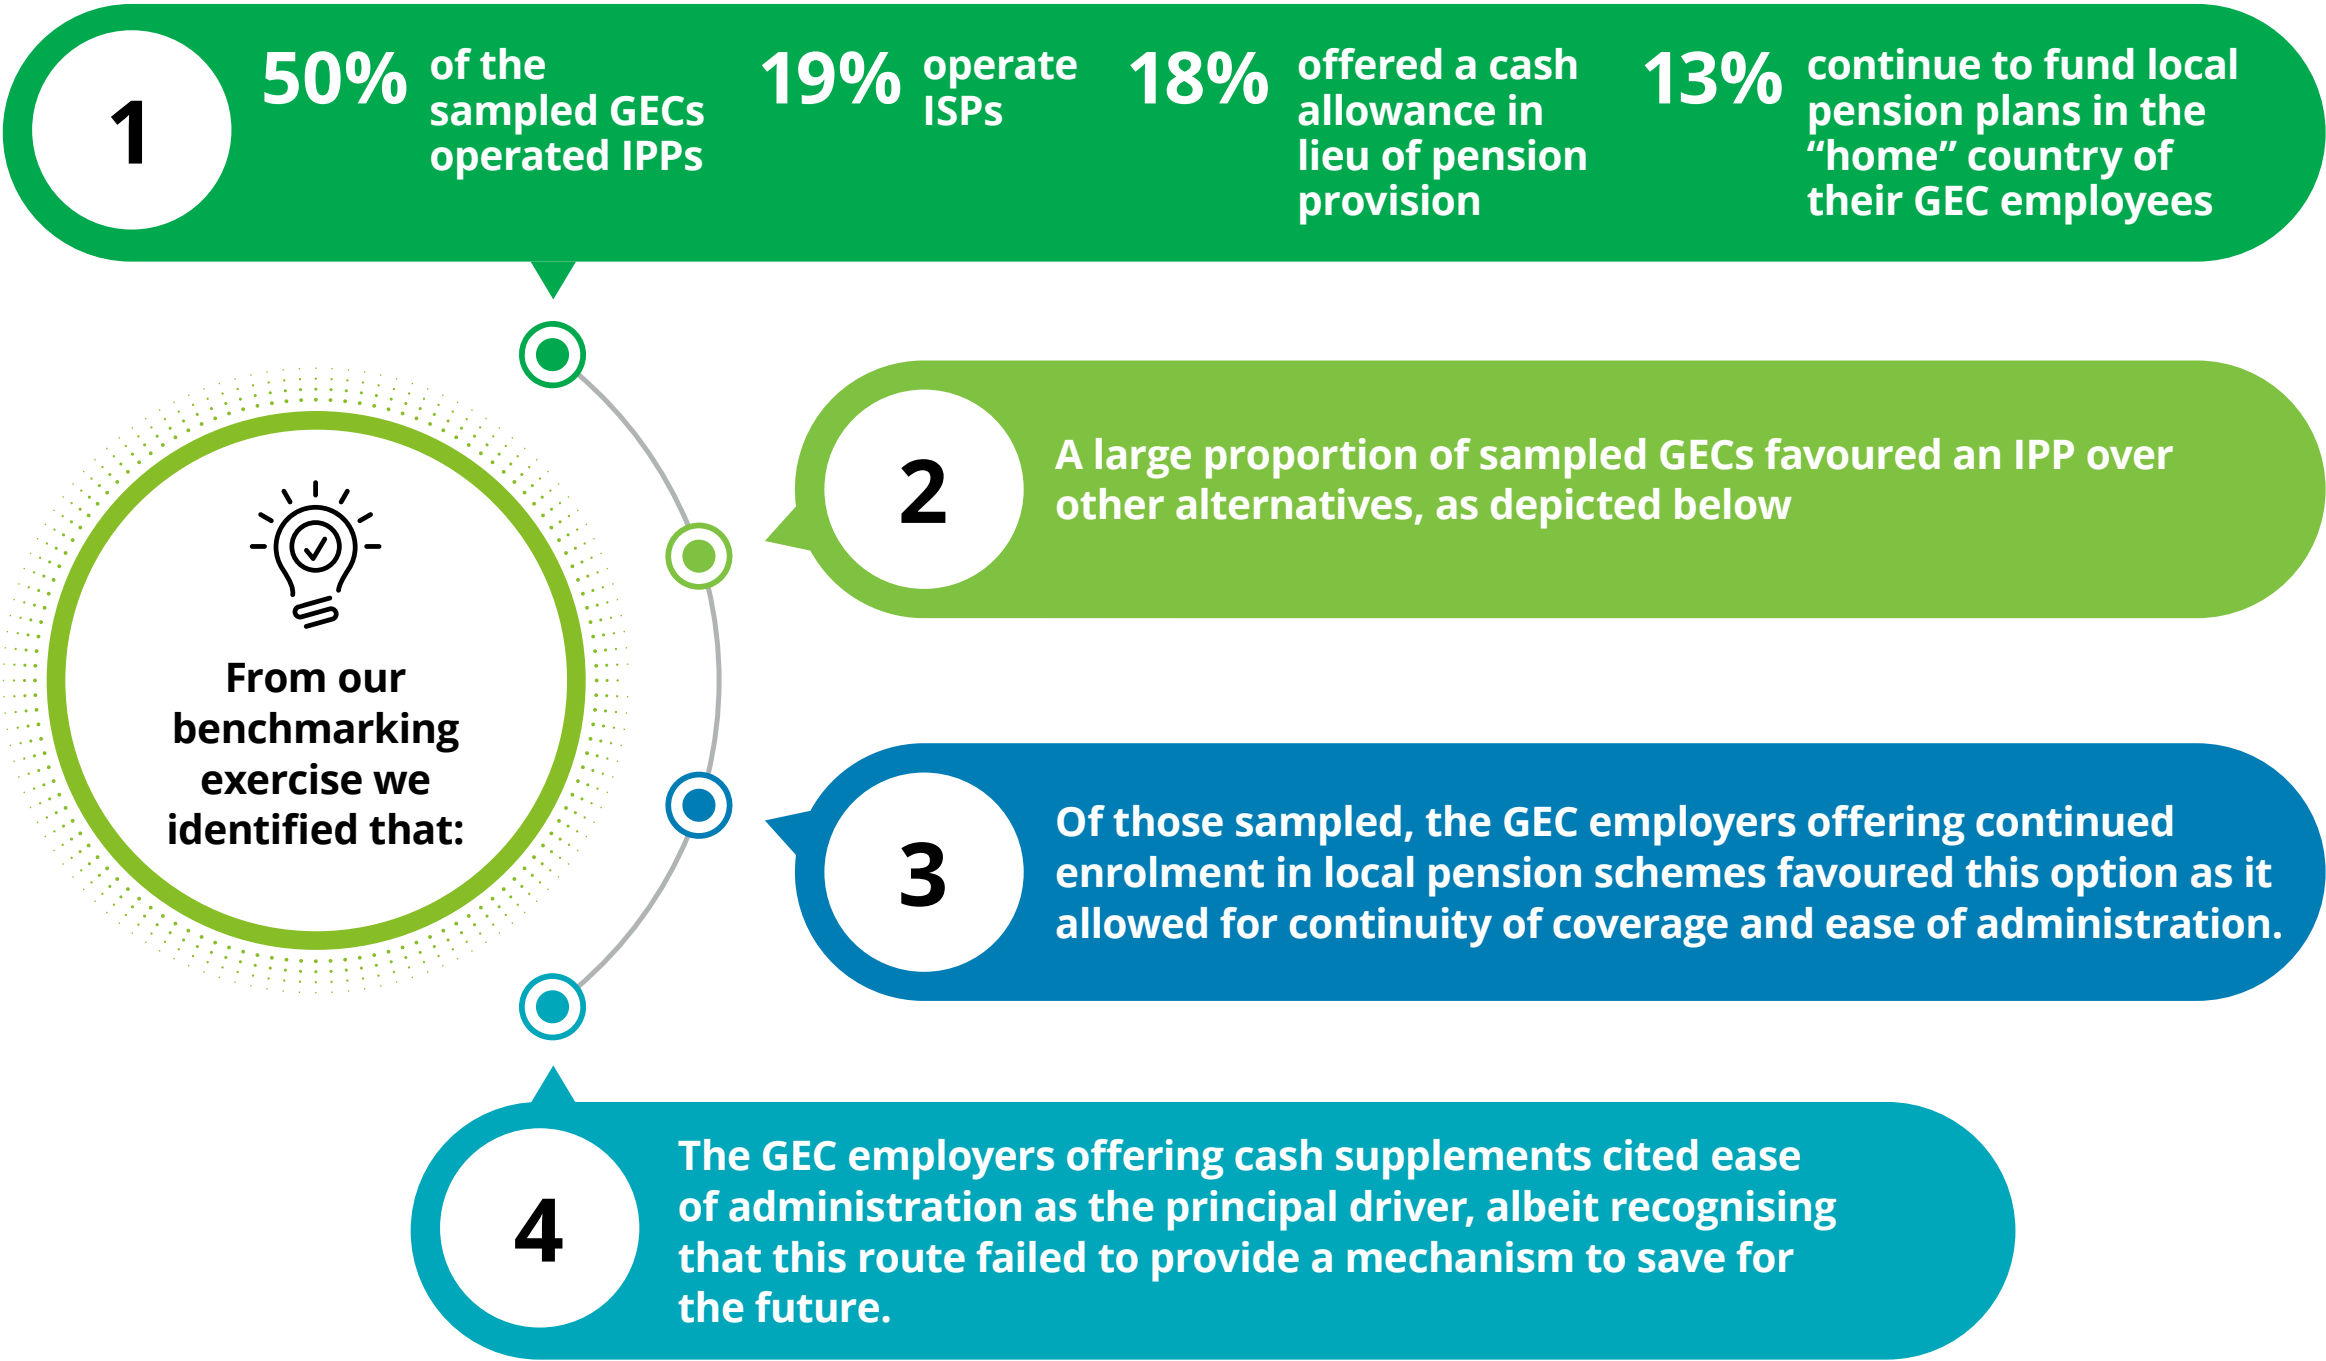 1
50%
of the
sampled GECs
operated IPPs
19%
operate
ISPs
18%
offered a cash
allowance in
lieu of pension
provision
13%
continue to fund local
pension plans in the
“home” country of
their GEC employees
From our
benchmarking
exercise we
identified that:
2
A large proportion of sampled GECs favoured an IPP over
other alternatives, as depicted below
3
Of those sampled, the GEC employers offering continued
enrolment in local pension schemes favoured this option as it
allowed for continuity of coverage and ease of administration.
4
The GEC employers offering cash supplements cited ease
of administration as the principal driver, albeit recognising
that this route failed to provide a mechanism to save for
the future.